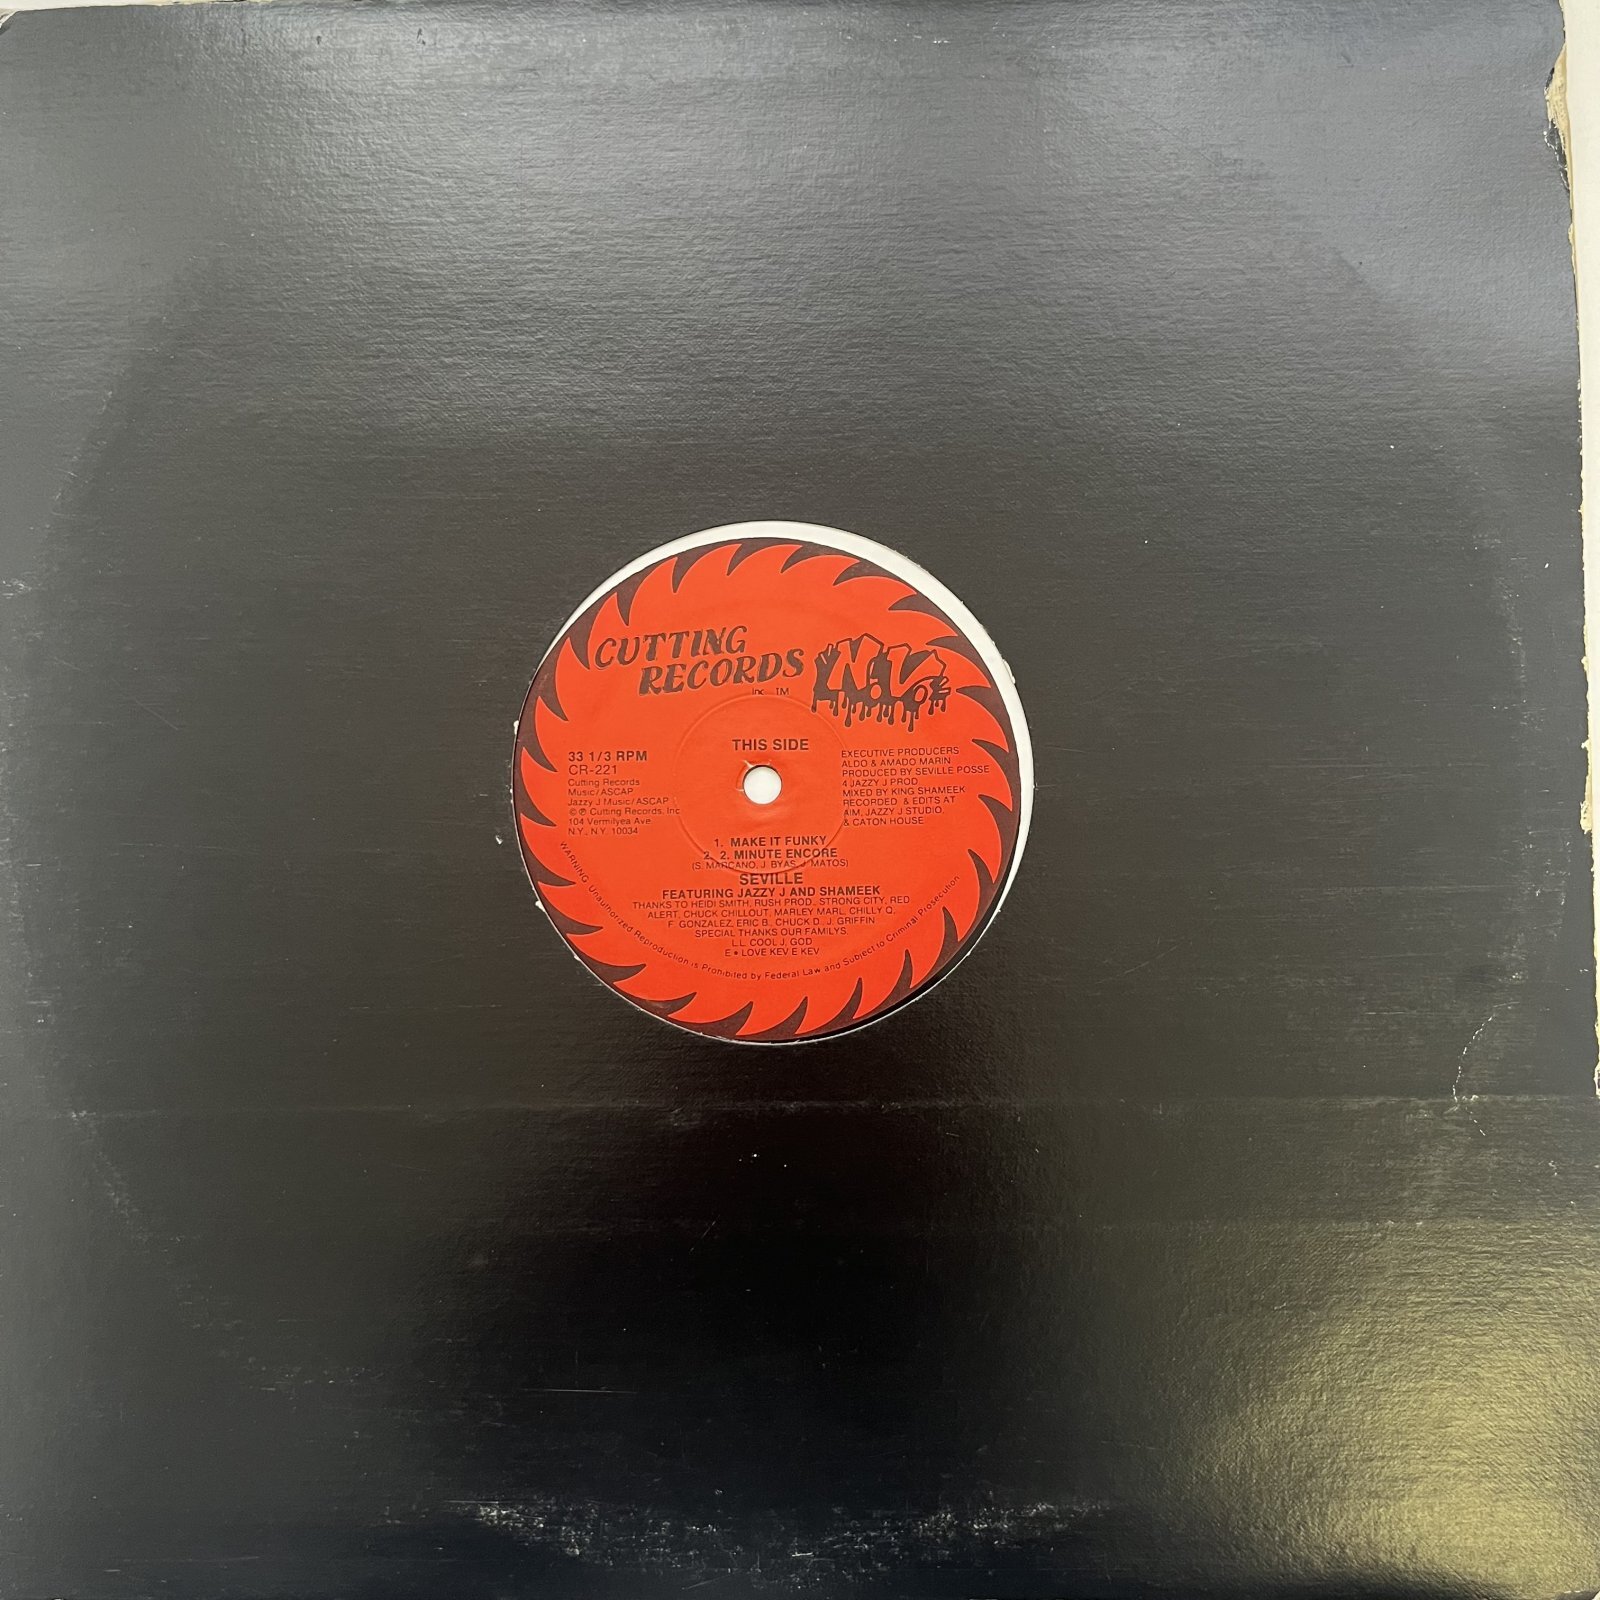 CUTTING
RECORDS
Inc. TM
N.Y.
THIS SIDE
33 1/3 RPM
CR-221
Cutting Records
Music/ASCAP
Jazzy J Music/ASCAP
© ℗ Cutting Records, Inc.
104 Vermilyea Ave.
N.Y., N.Y. 10034
EXECUTIVE PRODUCERS
ALDO & AMADO MARIN
PRODUCED BY SEVILLE POSSE
4 JAZZY J PROD.
MIXED BY KING SHAMEEK
RECORDED, & EDITS AT
AIM, JAZZY J STUDIO,
& CATON HOUSE
1. MAKE IT FUNKY
2. 2. MINUTE ENCORE
(S. MARCANO, J. BYAS, J. MATOS)
SEVILLE
FEATURING JAZZY J AND SHAMEEK
THANKS TO HEIDI SMITH, RUSH PROD., STRONG CITY, RED
ALERT, CHUCK CHILLOUT, MARLEY MARL, CHILLY Q.
F. GONZALEZ, ERIC B., CHUCK D., J. GRIFFIN
SPECIAL THANKS OUR FAMILYS.
L.L. COOL J, GOD
E • LOVE KEV E KEV
WARNING: Unauthorized Reproduction is Prohibited by Federal Law and Subject to Criminal Prosecution